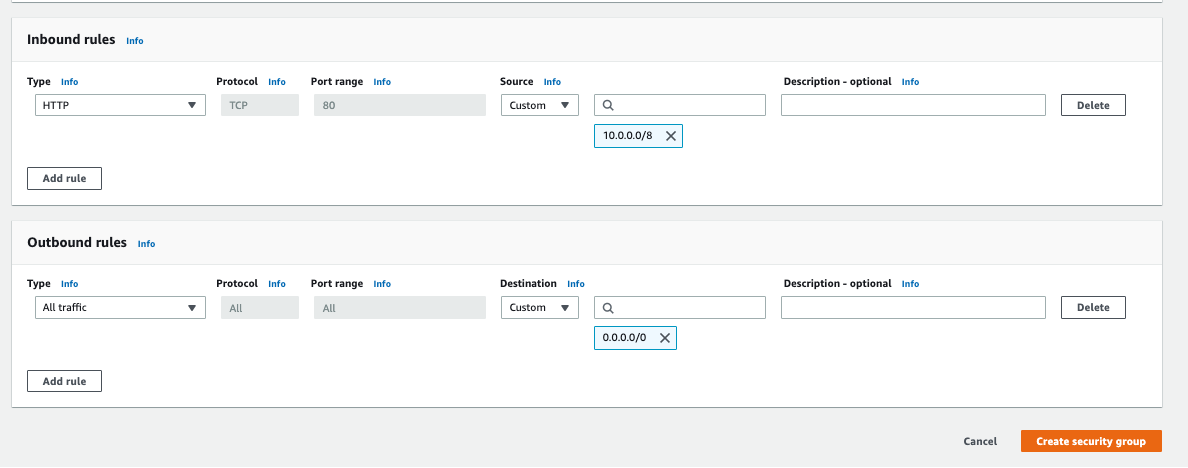 Inbound rules Info
Type Info Protocol Info Port range Info Source Info Description - optional Info
HTTP TCP 80 Custom Delete
10.0.0.0/8
Add rule
Outbound rules Info
Type Info Protocol Info Port range Info Destination Info Description - optional Info
All traffic All All Custom Delete
0.0.0.0/0
Add rule
Cancel Create security group